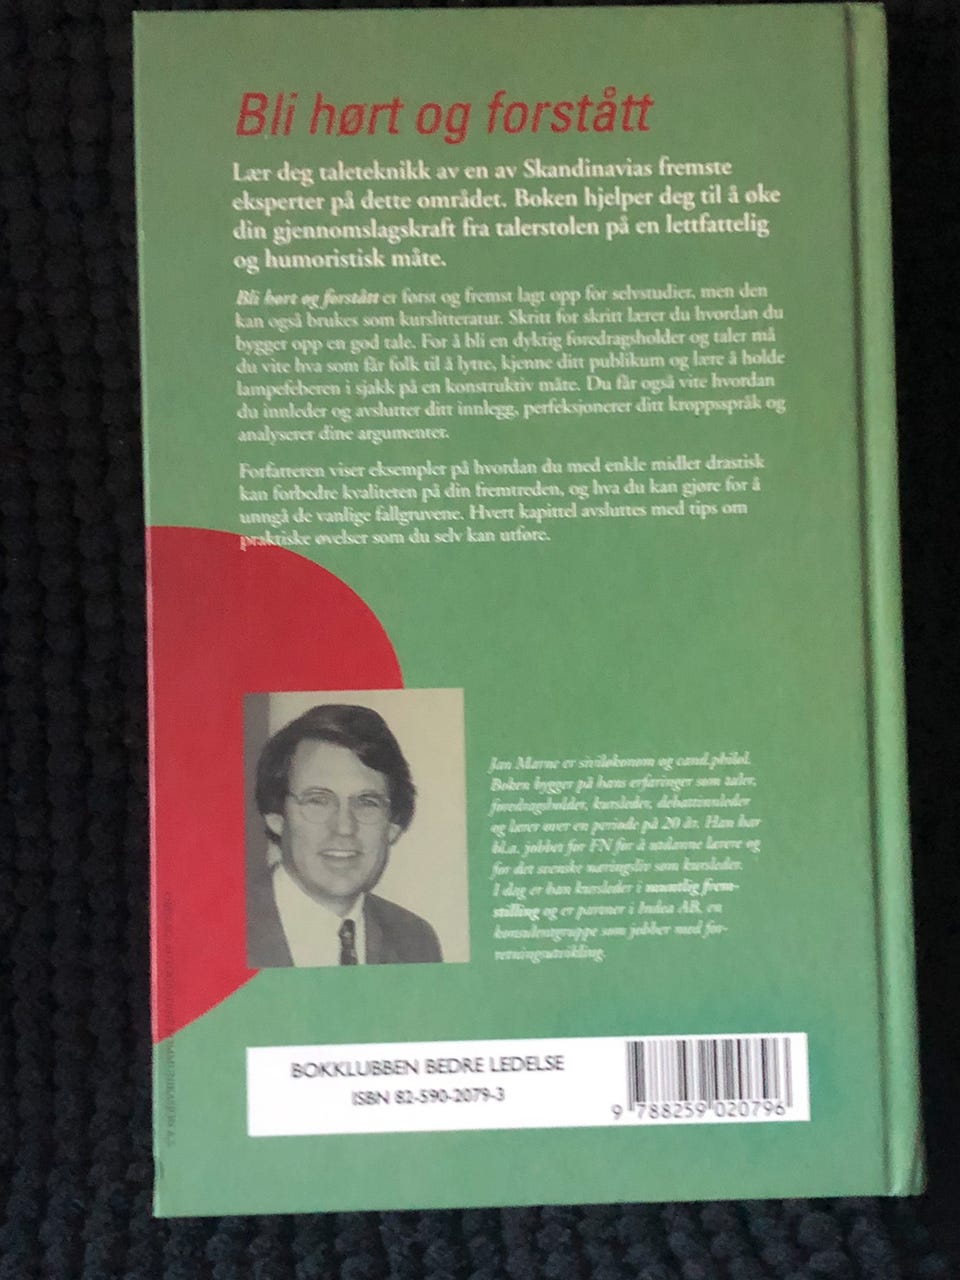 Bli hørt og forstått
Lær deg taleteknikk av en av Skandinavias fremste
eksperter på dette området. Boken hjelper deg til å øke
din gjennomslagskraft fra talerstolen på en lettfattelig
og humoristisk måte.
Bli hørt og forstått er først og fremst lagt opp for selvstudier, men den
kan også brukes som kurslitteratur. Skritt for skritt lærer du hvordan du
bygger opp en god tale. For å bli en dyktig foredragsholder og taler må
du vite hva som får folk til å lytte, kjenne ditt publikum og lære å holde
lampefeberen i sjakk på en konstruktiv måte. Du får også vite hvordan
du innleder og avslutter ditt innlegg, perfeksjonerer ditt kroppsspråk og
analyserer dine argumenter.
Forfatteren viser eksempler på hvordan du med enkle midler drastisk
kan forbedre kvaliteten på din fremtreden, og hva du kan gjøre for å
unngå de vanlige fallgruvene. Hvert kapittel avsluttes med tips om
praktiske øvelser som du selv kan utføre.
Jan Marne er siviløkonom og cand.philol.
Boken bygger på hans erfaringer som taler,
foredragsholder, kursleder, debattinnleder
og lærer over en periode på 20 år. Han har
bl.a. jobbet for FN for å utdanne lærere og
for det svenske næringsliv som kursleder.
I dag er han kursleder i muntlig frem-
stilling og er partner i Indea AB, en
konsulentgruppe som jobber med for-
retningsutvikling.
BOKKLUBBEN BEDRE LEDELSE
ISBN 82-590-2079-3
9 788259 020796